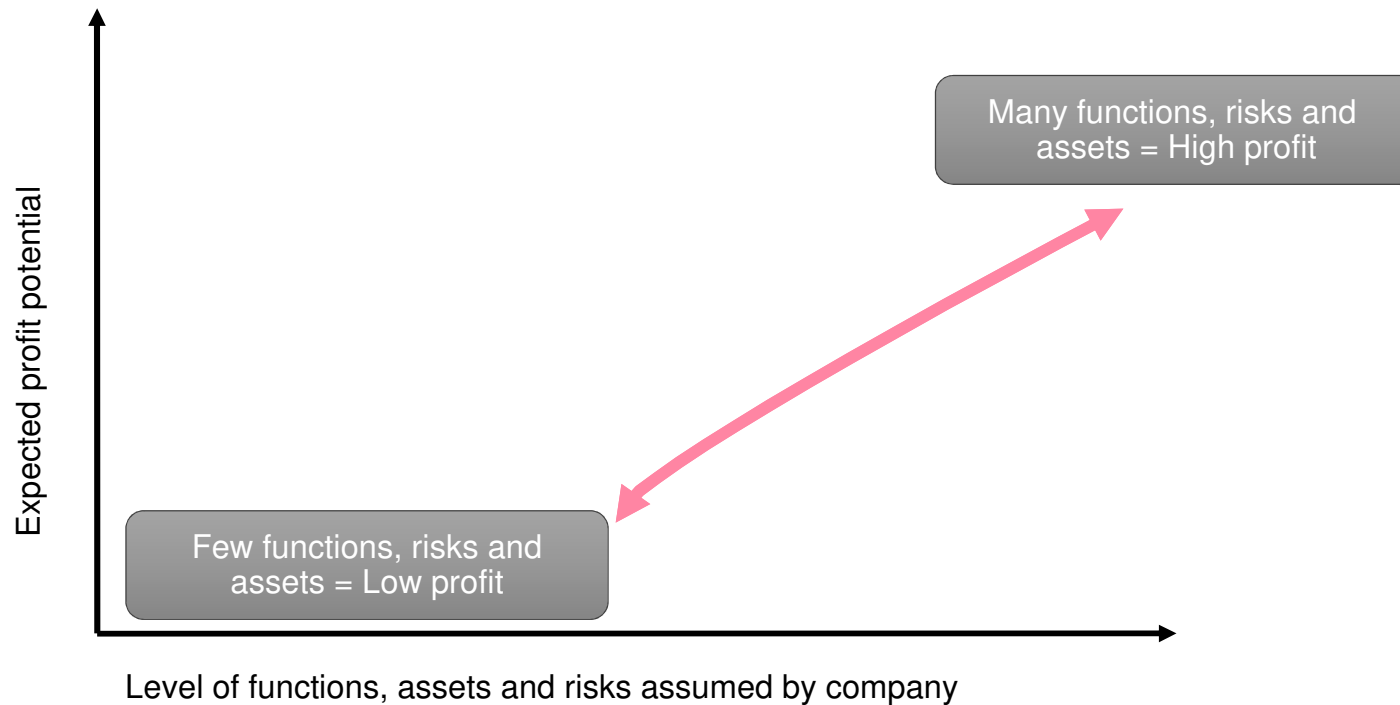 Many functions, risks and
assets = High profit
Expected profit potential
Few functions, risks and
assets = Low profit
Level of functions, assets and risks assumed by company